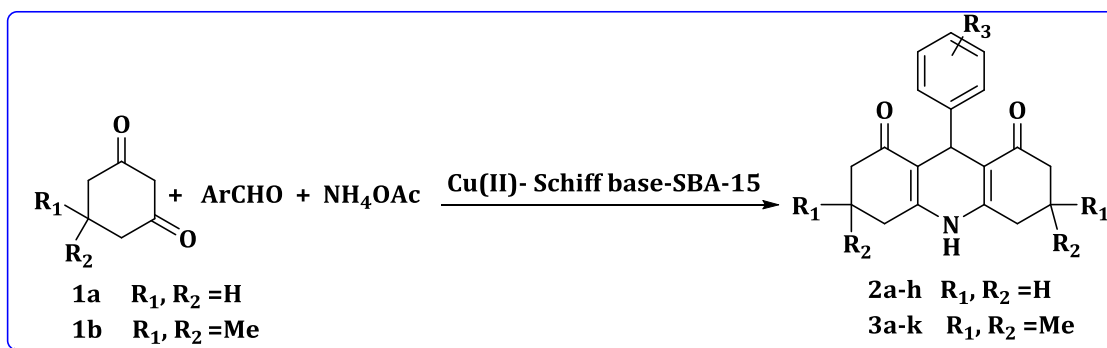 R₃
O
O O
R₁ + ArCHO + NH₄OAc Cu(II)- Schiff base-SBA-15
O
R₂
R₁ R₁
R₂ N R₂
H
1a R₁, R₂ =H
1b R₁, R₂ =Me
2a-h R₁, R₂ =H
3a-k R₁, R₂ =Me